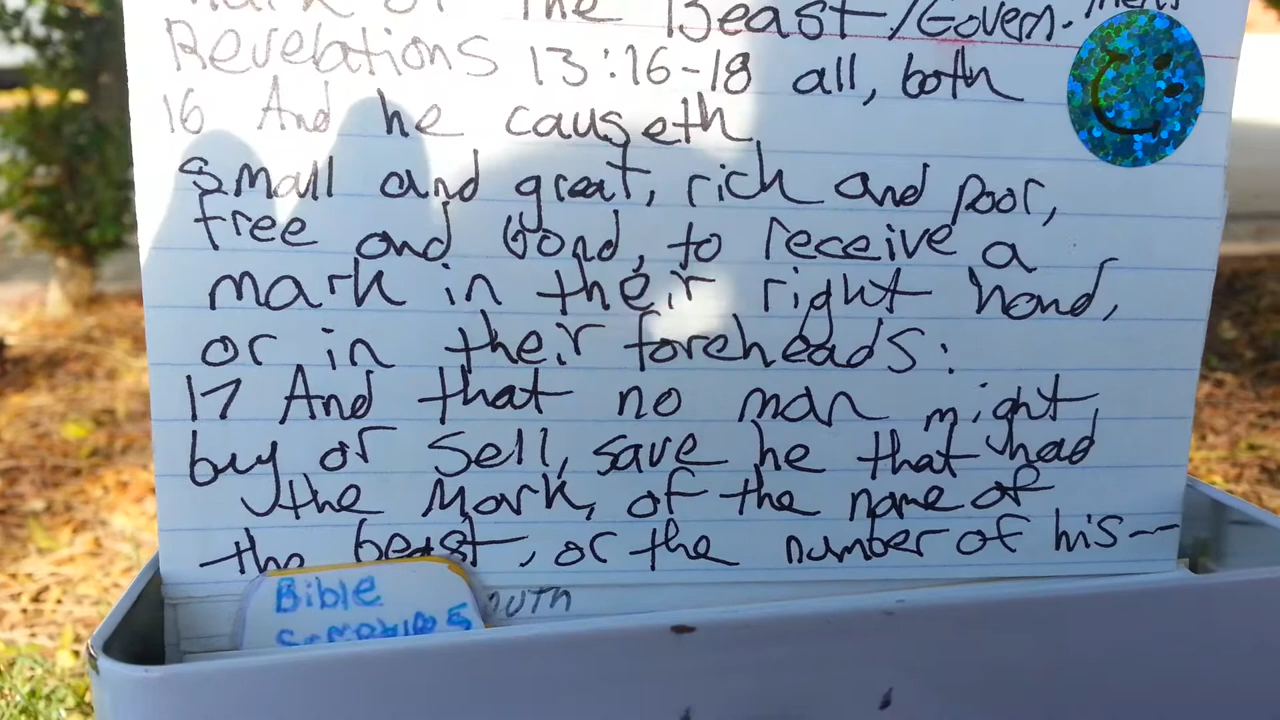 mark of the Beast/Govern.
Revelations 13:16-18 all, both
16 And he causeth
small and great, rich and poor,
free and bond, to receive a
mark in their right hand,
or in their foreheads:
17 And that no man might
buy or sell, save he that had
the mark, of the name of
the beast, or the number of his—
Bible
OUTH